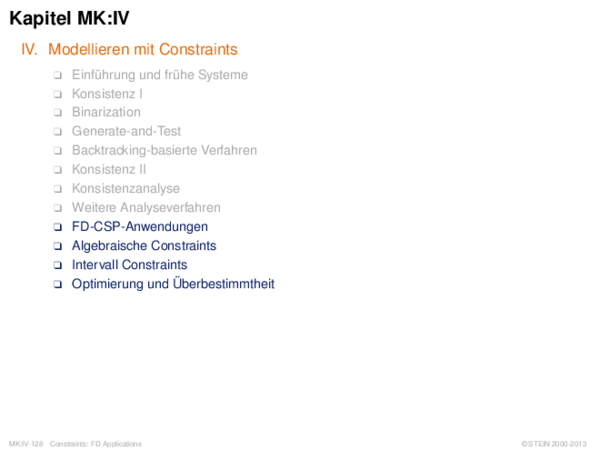 Kapitel MK:IV
IV. Modellieren mit Constraints
❑ Einführung und frühe Systeme
❑ Konsistenz I
❑ Binarization
❑ Generate-and-Test
❑ Backtracking-basierte Verfahren
❑ Konsistenz II
❑ Konsistenzanalyse
❑ Weitere Analyseverfahren
❑ FD-CSP-Anwendungen
❑ Algebraische Constraints
❑ Intervall Constraints
❑ Optimierung und Überbestimmtheit
MK:IV-128 Constraints: FD Applications © STEIN 2000-2013